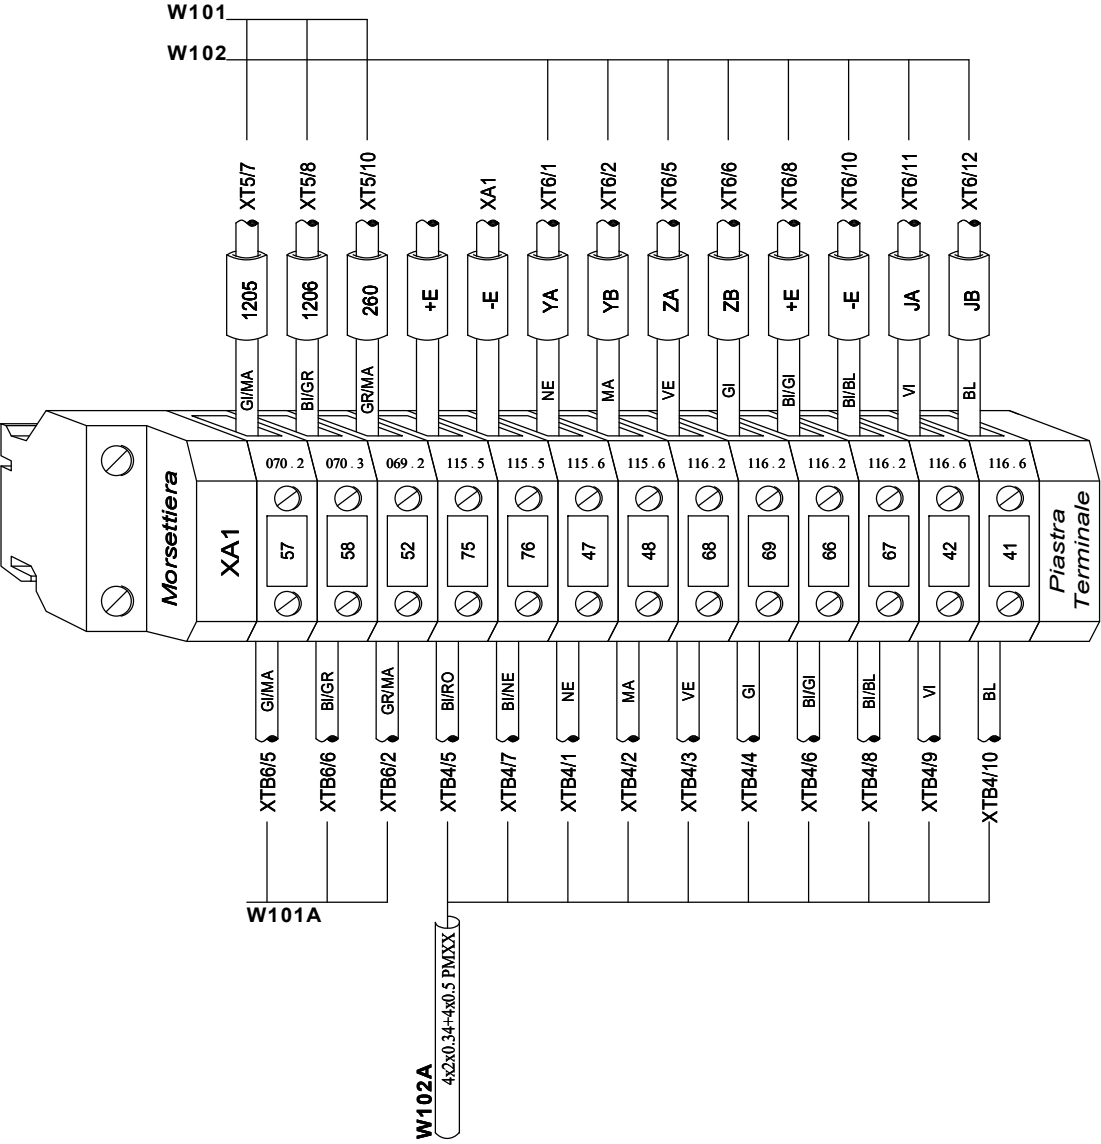 W101
W102
XT5/7 XT5/8 XT5/10 XA1 XT6/1 XT6/2 XT6/5 XT6/6 XT6/8 XT6/10 XT6/11 XT6/12
1205 1206 260 +E -E YA YB ZA ZB +E -E JA JB
GI/MA BI/GR GR/MA NE MA VE GI BI/GI BI/BL VI BL
070.2 070.3 069.2 115.5 115.5 115.6 115.6 116.2 116.2 116.2 116.2 116.6 116.6
Morsettiera
XA1
57 58 52 75 76 47 48 68 69 66 67 42 41
Piastra
Terminale
GI/MA BI/GR GR/MA BI/RO BI/NE NE MA VE GI BI/GI BI/BL VI BL
XTB6/5 XTB6/6 XTB6/2 XTB4/5 XTB4/7 XTB4/1 XTB4/2 XTB4/3 XTB4/4 XTB4/6 XTB4/8 XTB4/9 XTB4/10
W101A
W102A
4x2x0.34+4x0.5 PMXX